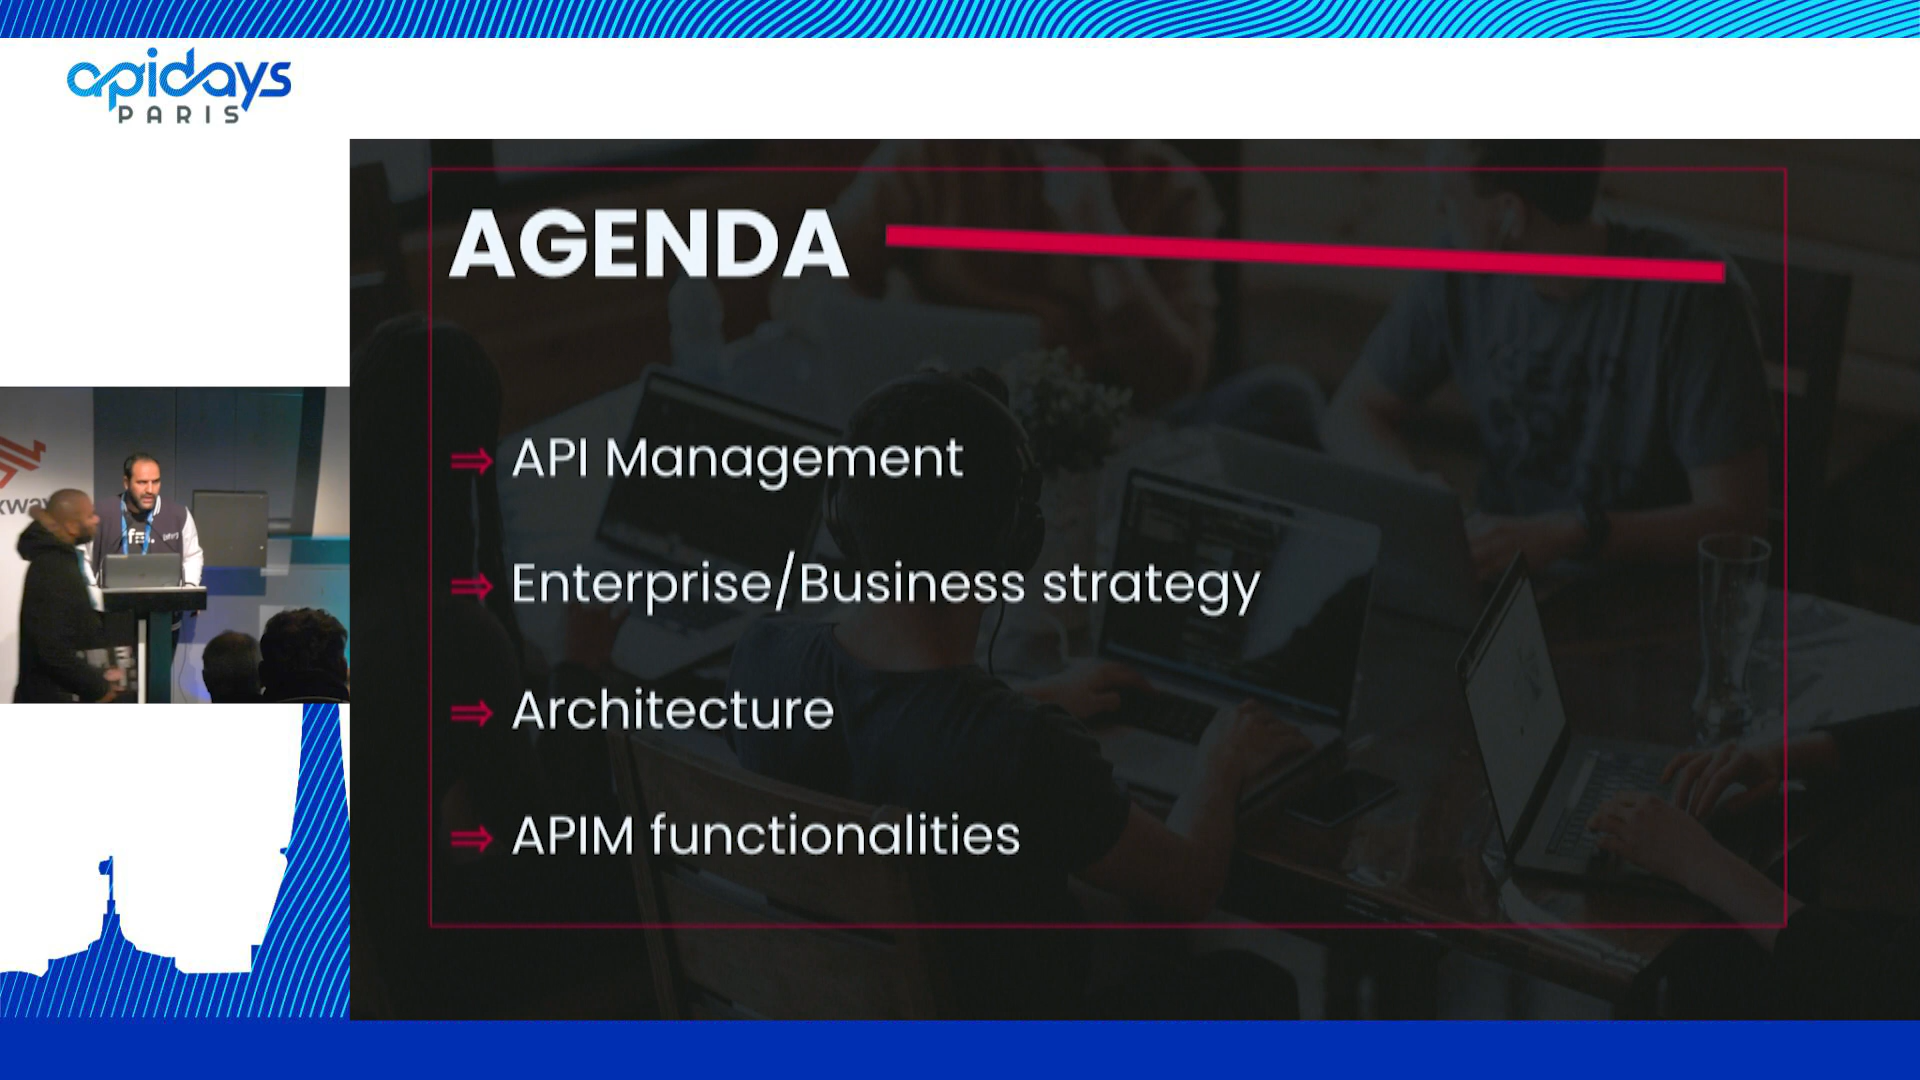 apidays
PARIS
AGENDA
⇒ API Management
⇒ Enterprise/Business strategy
⇒ Architecture
⇒ APIM functionalities